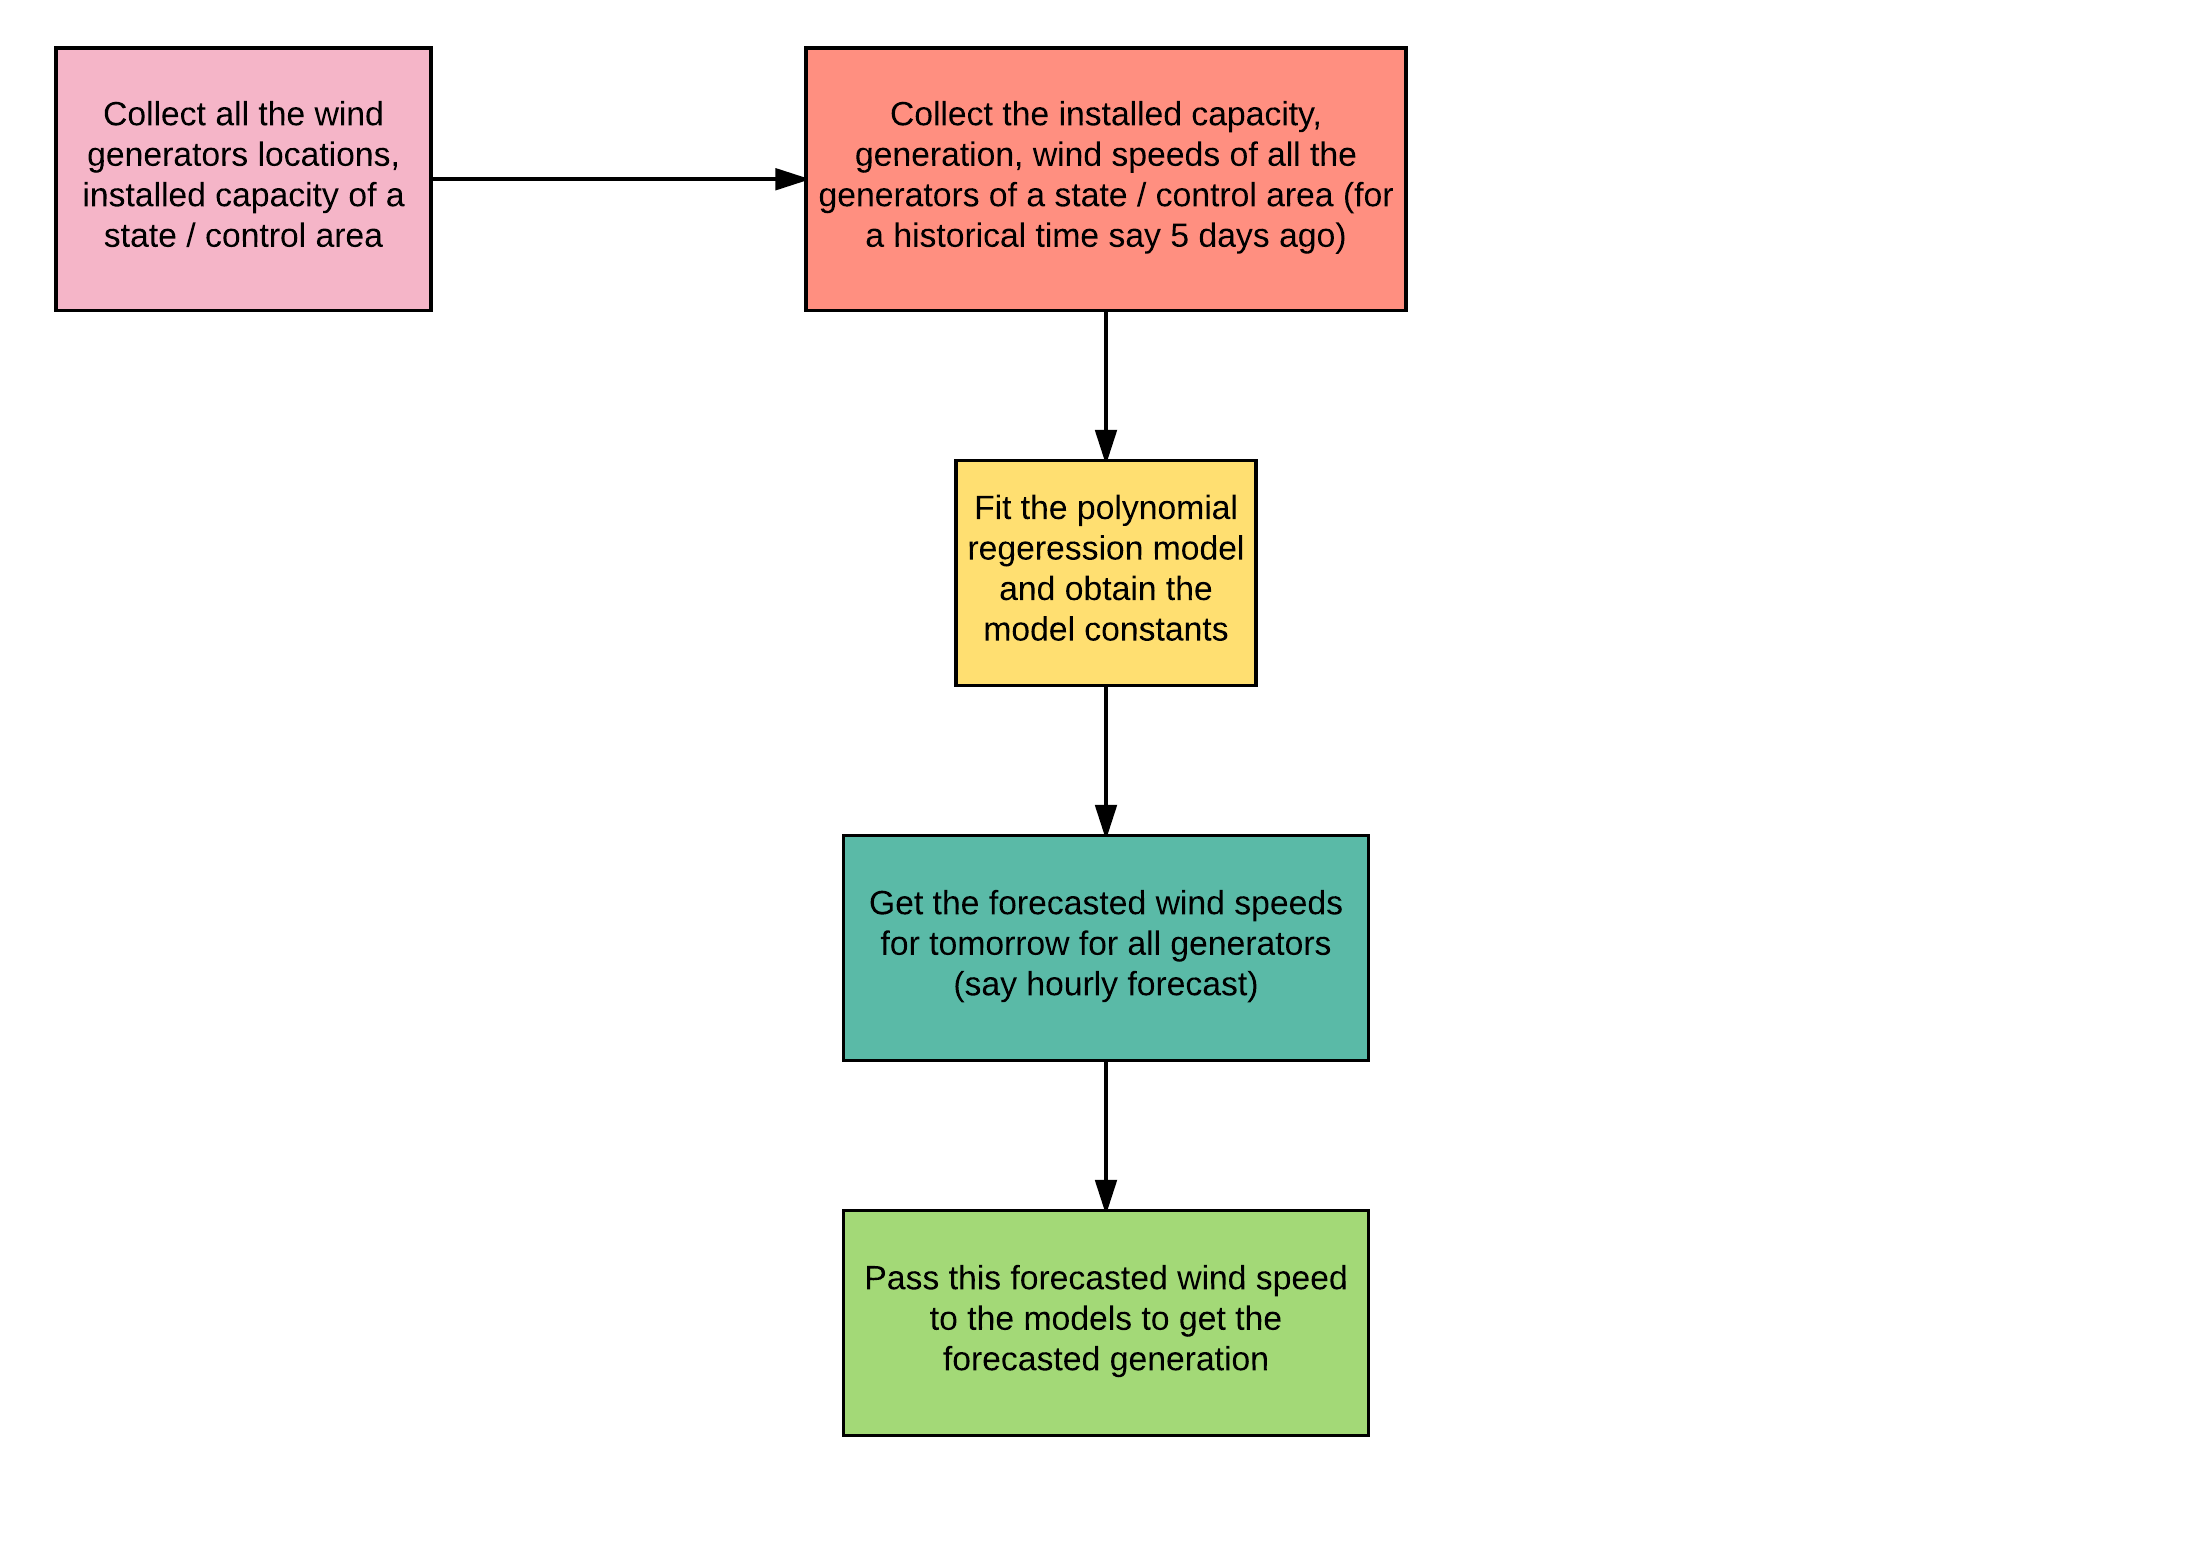 Collect all the wind
generators locations,
installed capacity of a
state / control area
Collect the installed capacity,
generation, wind speeds of all the
generators of a state / control area (for
a historical time say 5 days ago)
Fit the polynomial
regeression model
and obtain the
model constants
Get the forecasted wind speeds
for tomorrow for all generators
(say hourly forecast)
Pass this forecasted wind speed
to the models to get the
forecasted generation